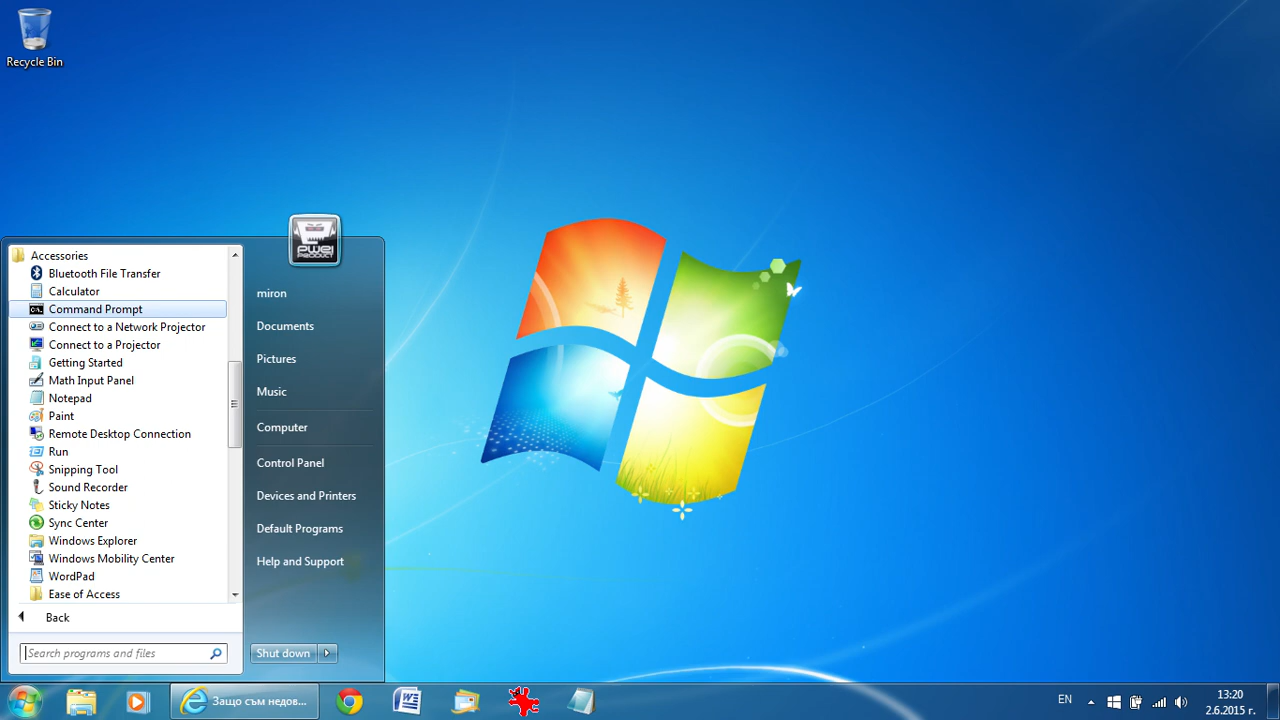 Recycle Bin
PWEI
PRODUCT
Accessories
Bluetooth File Transfer
Calculator
Command Prompt
Connect to a Network Projector
Connect to a Projector
Getting Started
Math Input Panel
Notepad
Paint
Remote Desktop Connection
Run
Snipping Tool
Sound Recorder
Sticky Notes
Sync Center
Windows Explorer
Windows Mobility Center
WordPad
Ease of Access
Back
Search programs and files
miron
Documents
Pictures
Music
Computer
Control Panel
Devices and Printers
Default Programs
Help and Support
Shut down
Защо съм недов...
EN
13:20
2.6.2015 г.